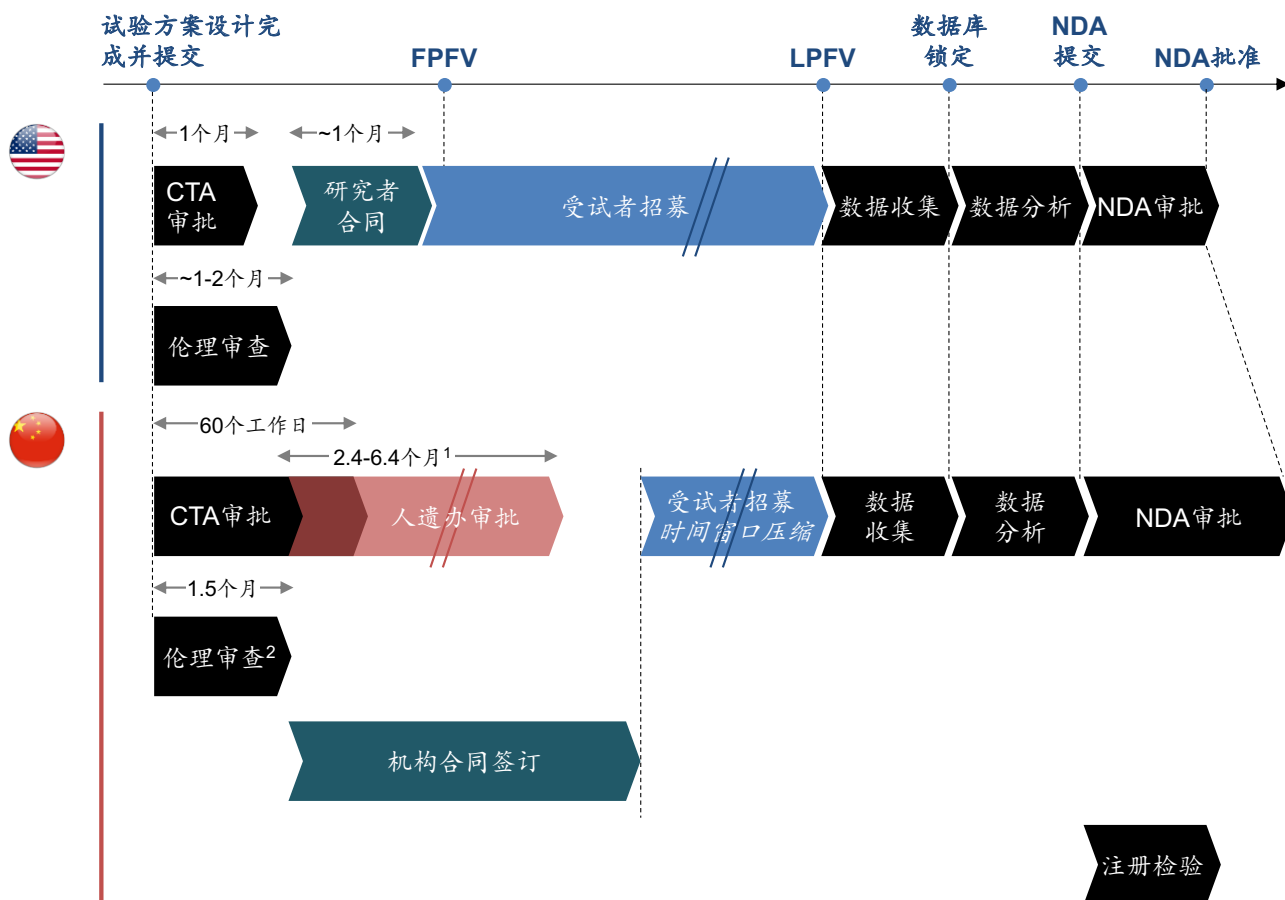 试验方案设计完
成并提交
FPFV
LPFV
数据库
锁定
NDA
提交
NDA批准
1个月
~1个月
CTA
审批
研究者
合同
受试者招募
数据收集
数据分析
NDA审批
~1-2个月
伦理审查
60个工作日
2.4-6.4个月1
CTA审批
人遗办审批
受试者招募
时间窗口压缩
数据
收集
数据
分析
NDA审批
1.5个月
伦理审查2
机构合同签订
注册检验